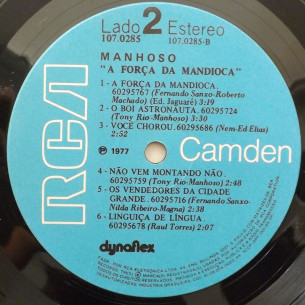 Lado 2 Estereo
107.0285 107.0285-B
MANHOSO
"A FORÇA DA MANDIOCA"
1 - A FORÇA DA MANDIOCA.
60295767 (Fernando Sanxo-Roberto
Machado) (Ed. Jaguaré) 3:19
2 - O BOI ASTRONAUTA. 60295724
(Tony Rio-Manhoso) 2:30
3 - VOCÊ CHOROU. 60295686 (Nem-Ed Elias)
2:52
RCA
℗ 1977
Camden
4 - NÃO VEM MONTANDO NÃO.
60295759 (Tony Rio-Manhoso) 2:48
5 - OS VENDEDORES DA CIDADE
GRANDE. 60295716 (Fernando Sanxo-
Nilda Ribeiro-Magna) 2:38
6 - LINGUIÇA DE LÍNGUA.
60295678 (Raul Torres) 2:07
dynaflex